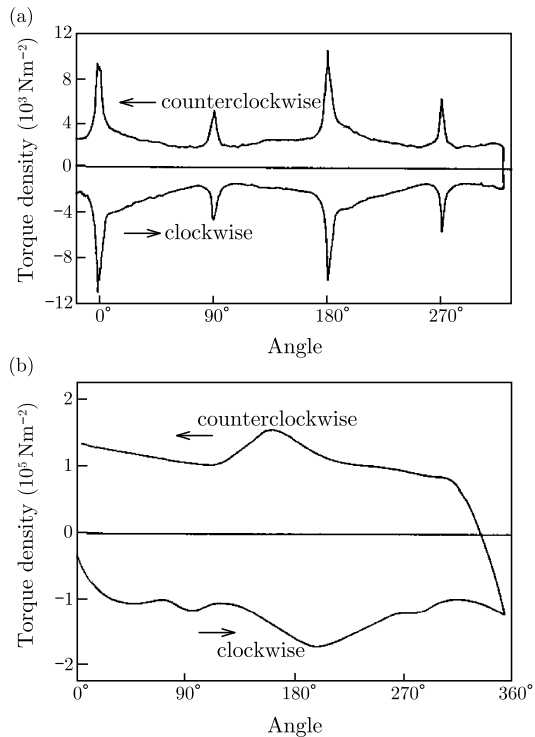 (a)
12
8
4
0
−4
−8
−12
Torque density (10³ Nm⁻²)
counterclockwise
clockwise
0° 90° 180° 270°
Angle
(b)
2
1
0
−1
−2
Torque density (10⁵ Nm⁻²)
counterclockwise
clockwise
0° 90° 180° 270° 360°
Angle